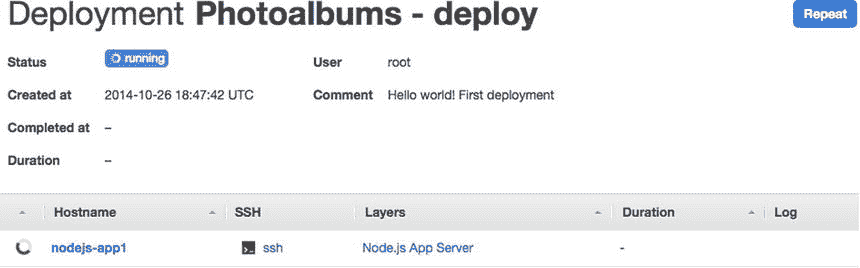 Deployment Photoalbums - deploy
Repeat
Status running User root
Created at 2014-10-26 18:47:42 UTC Comment Hello world! First deployment
Completed at –
Duration –
Hostname SSH Layers Duration Log
nodejs-app1 ssh Node.js App Server -